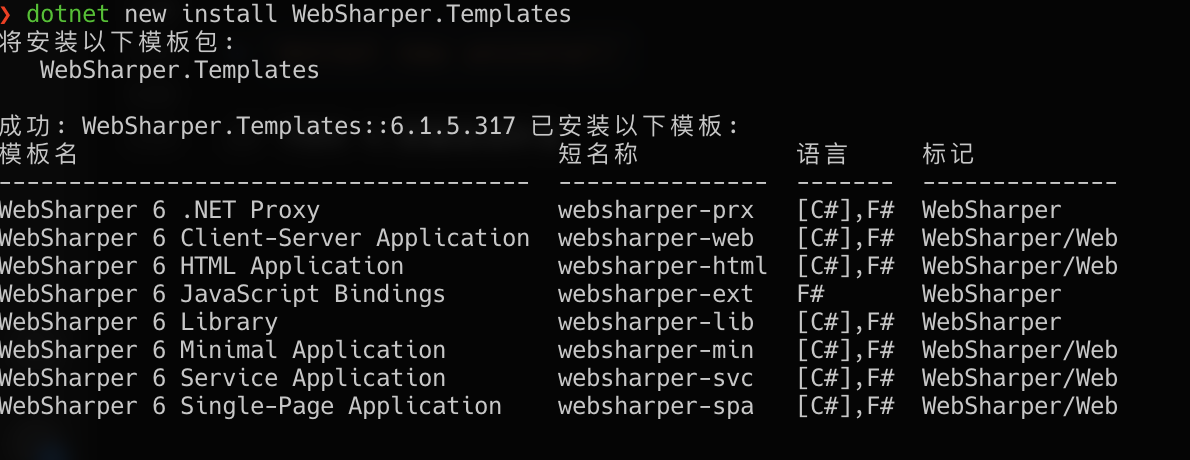 ❯ dotnet new install WebSharper.Templates
将安装以下模板包:
   WebSharper.Templates

成功: WebSharper.Templates::6.1.5.317 已安装以下模板:
模板名                                   短名称           语言     标记
--------------------------------------  ---------------  -------  --------------
WebSharper 6 .NET Proxy                 websharper-prx   [C#],F#  WebSharper
WebSharper 6 Client-Server Application  websharper-web   [C#],F#  WebSharper/Web
WebSharper 6 HTML Application           websharper-html  [C#],F#  WebSharper/Web
WebSharper 6 JavaScript Bindings        websharper-ext   F#       WebSharper
WebSharper 6 Library                    websharper-lib   [C#],F#  WebSharper
WebSharper 6 Minimal Application        websharper-min   [C#],F#  WebSharper/Web
WebSharper 6 Service Application        websharper-svc   [C#],F#  WebSharper/Web
WebSharper 6 Single-Page Application    websharper-spa   [C#],F#  WebSharper/Web